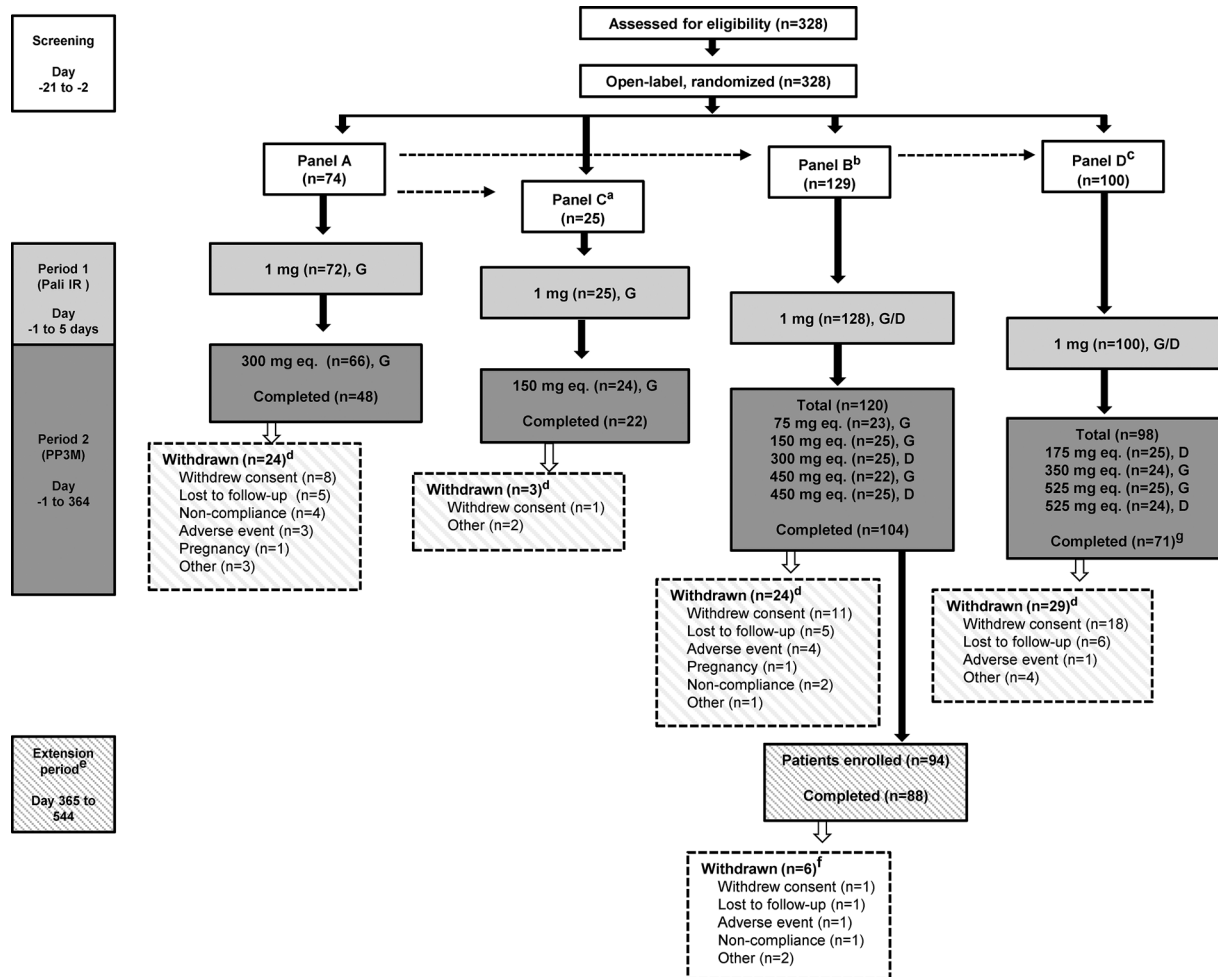 Assessed for eligibility (n=328)
Screening
Day
-21 to -2
Open-label, randomized (n=328)
Panel A
(n=74)
Panel Cᵃ
(n=25)
Panel Bᵇ
(n=129)
Panel Dᶜ
(n=100)
Period 1
(Pali IR )
Day
-1 to 5 days
1 mg (n=72), G
1 mg (n=25), G
1 mg (n=128), G/D
1 mg (n=100), G/D
Period 2
(PP3M)
Day
-1 to 364
300 mg eq. (n=66), G
Completed (n=48)
150 mg eq. (n=24), G
Completed (n=22)
Total (n=120)
75 mg eq. (n=23), G
150 mg eq. (n=25), G
300 mg eq. (n=25), D
450 mg eq. (n=22), G
450 mg eq. (n=25), D
Completed (n=104)
Total (n=98)
175 mg eq. (n=25), D
350 mg eq. (n=24), G
525 mg eq. (n=25), G
525 mg eq. (n=24), D
Completed (n=71)ᵍ
Withdrawn (n=24)ᵈ
Withdrew consent (n=8)
Lost to follow-up (n=5)
Non-compliance (n=4)
Adverse event (n=3)
Pregnancy (n=1)
Other (n=3)
Withdrawn (n=3)ᵈ
Withdrew consent (n=1)
Other (n=2)
Withdrawn (n=24)ᵈ
Withdrew consent (n=11)
Lost to follow-up (n=5)
Adverse event (n=4)
Pregnancy (n=1)
Non-compliance (n=2)
Other (n=1)
Withdrawn (n=29)ᵈ
Withdrew consent (n=18)
Lost to follow-up (n=6)
Adverse event (n=1)
Other (n=4)
Extension
periodᵉ
Day 365 to
544
Patients enrolled (n=94)
Completed (n=88)
Withdrawn (n=6)ᶠ
Withdrew consent (n=1)
Lost to follow-up (n=1)
Adverse event (n=1)
Non-compliance (n=1)
Other (n=2)